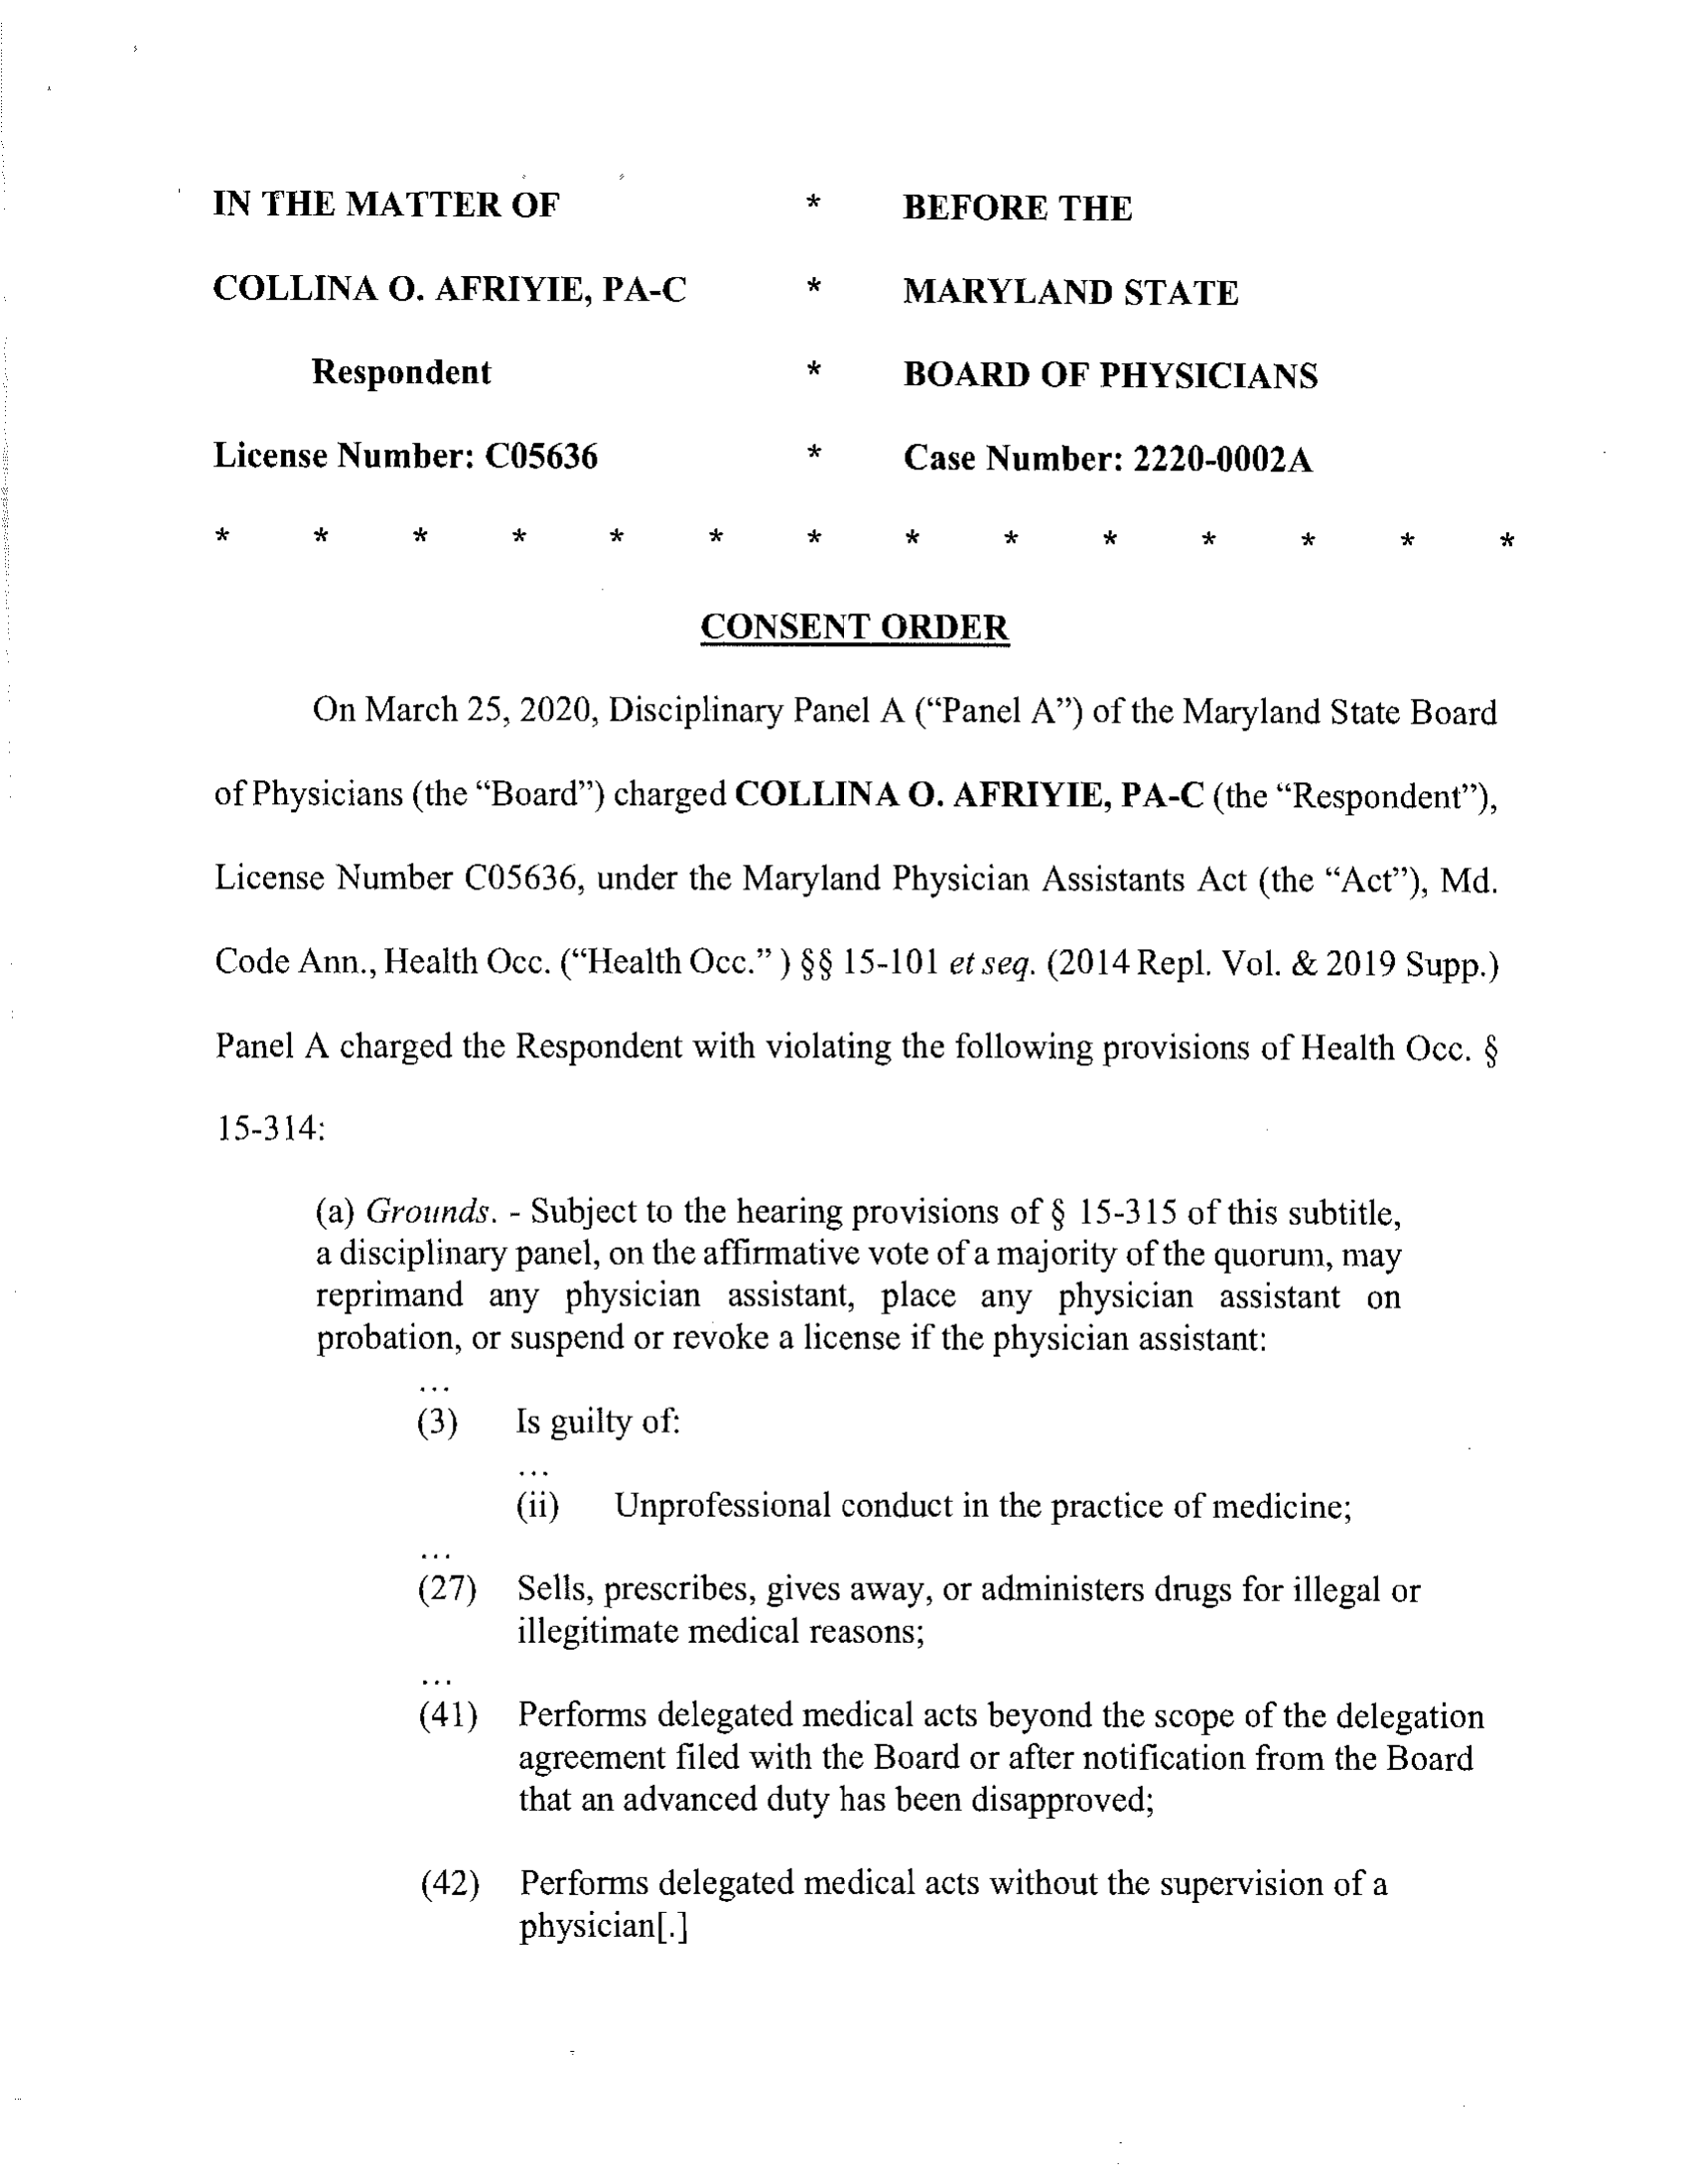 IN THE MATTER OF * BEFORE THE
COLLINA O. AFRIYIE, PA-C * MARYLAND STATE
Respondent * BOARD OF PHYSICIANS
License Number: C05636 * Case Number: 2220-0002A
* * * * * * * * * * * * * *
CONSENT ORDER
On March 25, 2020, Disciplinary Panel A (“Panel A”) of the Maryland State Board
of Physicians (the “Board”) charged COLLINA O. AFRIYIE, PA-C (the “Respondent”),
License Number C05636, under the Maryland Physician Assistants Act (the “Act”), Md.
Code Ann., Health Occ. (“Health Occ.” ) §§ 15-101 et seq. (2014 Repl. Vol. & 2019 Supp.)
Panel A charged the Respondent with violating the following provisions of Health Occ. §
15-314:
(a) Grounds. - Subject to the hearing provisions of § 15-315 of this subtitle,
a disciplinary panel, on the affirmative vote of a majority of the quorum, may
reprimand any physician assistant, place any physician assistant on
probation, or suspend or revoke a license if the physician assistant:
...
(3) Is guilty of:
...
(ii) Unprofessional conduct in the practice of medicine;
...
(27) Sells, prescribes, gives away, or administers drugs for illegal or
illegitimate medical reasons;
...
(41) Performs delegated medical acts beyond the scope of the delegation
agreement filed with the Board or after notification from the Board
that an advanced duty has been disapproved;
(42) Performs delegated medical acts without the supervision of a
physician[.]